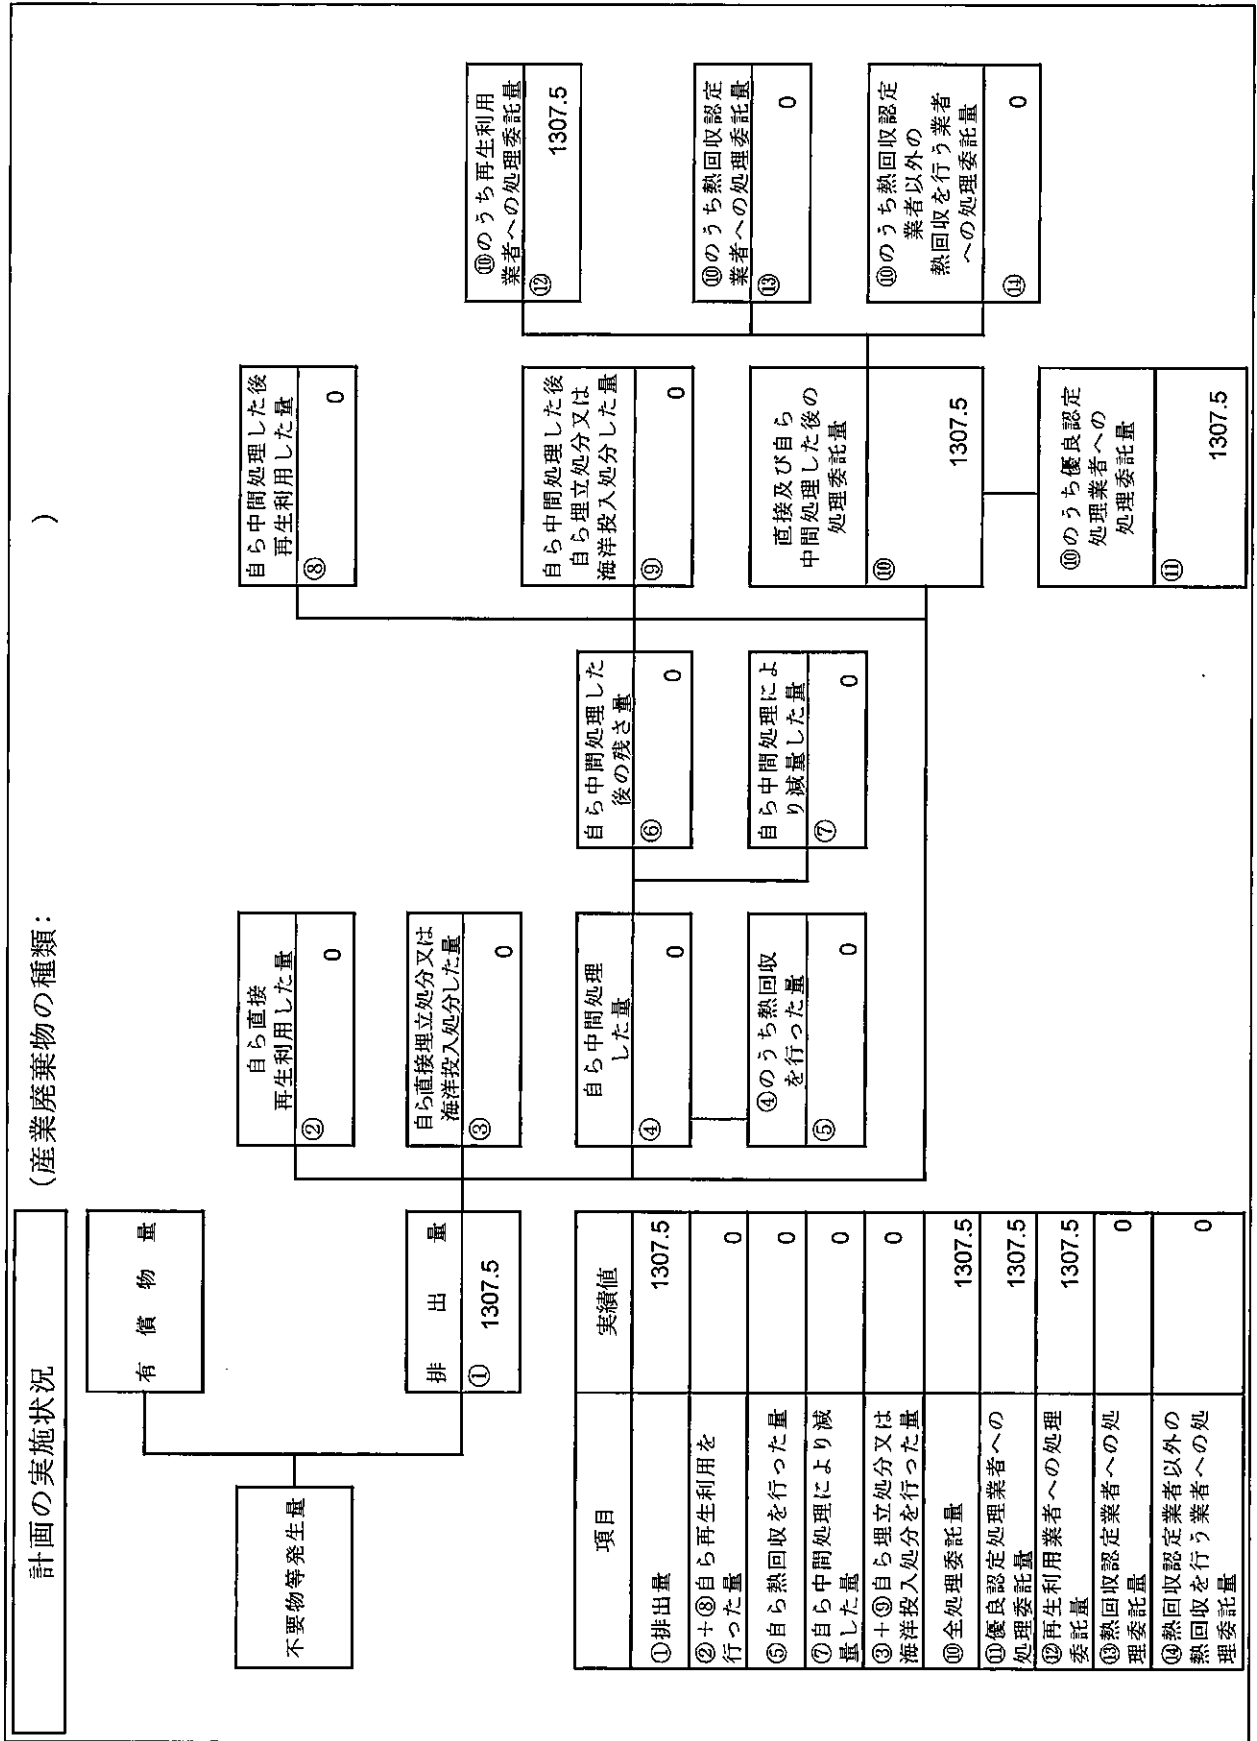 計画の実施状況
(産業廃棄物の種類: )
不要物等発生量
有償物量
排出量
① 1307.5
自ら直接
再生利用した量
② 0
自ら直接埋立処分又は
海洋投入処分した量
③ 0
自ら中間処理
した量
④ 0
④のうち熱回収
を行った量
⑤ 0
自ら中間処理した
後の残さ量
⑥ 0
自ら中間処理によ
り減量した量
⑦ 0
自ら中間処理した後
再生利用した量
⑧ 0
自ら中間処理した後
自ら埋立処分又は
海洋投入処分した量
⑨ 0
直接及び自ら
中間処理した後の
処理委託量
⑩ 1307.5
⑩のうち優良認定
処理業者への
処理委託量
⑪ 1307.5
⑩のうち再生利用
業者への処理委託量
⑫ 1307.5
⑩のうち熱回収認定
業者への処理委託量
⑬ 0
⑩のうち熱回収認定
業者以外の
熱回収を行う業者
への処理委託量
⑭ 0
項目 実績値
①排出量 1307.5
②+⑧自ら再生利用を
行った量 0
⑤自ら熱回収を行った量 0
⑦自ら中間処理により減
量した量 0
③+⑨自ら埋立処分又は
海洋投入処分を行った量 0
⑩全処理委託量 1307.5
⑪優良認定処理業者への
処理委託量 1307.5
⑫再生利用業者への処理
委託量 1307.5
⑬熱回収認定業者への処
理委託量 0
⑭熱回収認定業者以外の
熱回収を行う業者への処
理委託量 0